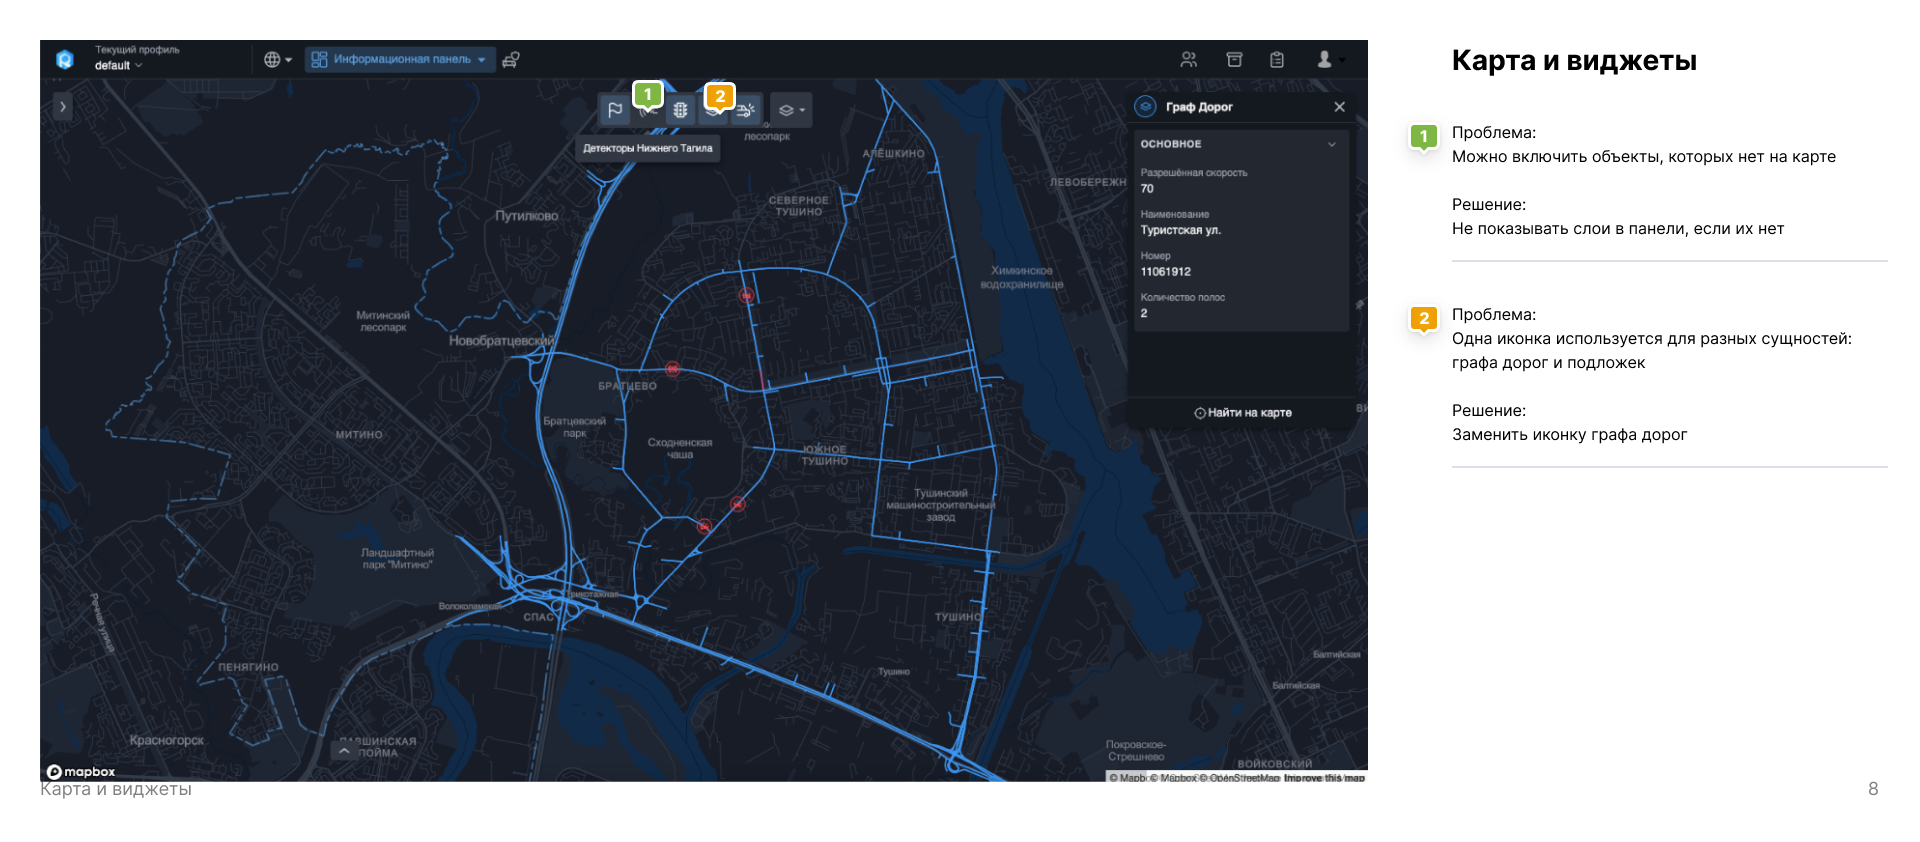 Текущий профиль
default
Информационная панель
1
2
Детекторы Нижнего Тагила
лесопарк
АЛЁШКИНО
ЛЕВОБЕРЕЖН
Путилково
СЕВЕРНОЕ
ТУШИНО
Химкинское
водохранилище
Митинский
лесопарк
Новобратцевский
БРАТЦЕВО
Братцевский
парк
МИТИНО
Сходненская
чаша
ЮЖНОЕ
ТУШИНО
Тушинский
машиностроительный
завод
Ландшафтный
парк "Митино"
Речная улица
Волоколамская
Трикотажная
СПАС
ТУШИНО
ПЕНЯГИНО
Тушино
Балтийская
Балтийская
Красногорск
ПАВШИНСКАЯ
ПОЙМА
Покровское-
Стрешнево
ВОЙКОВСКИЙ
mapbox
© Mapbox © OpenStreetMap Improve this map
Граф Дорог
ОСНОВНОЕ
Разрешённая скорость
70
Наименование
Туристская ул.
Номер
11061912
Количество полос
2
Найти на карте
Карта и виджеты
1
Проблема:
Можно включить объекты, которых нет на карте
Решение:
Не показывать слои в панели, если их нет
2
Проблема:
Одна иконка используется для разных сущностей:
графа дорог и подложек
Решение:
Заменить иконку графа дорог
Карта и виджеты
8